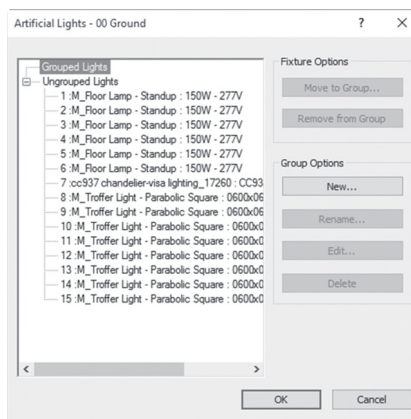 Artificial Lights - 00 Ground
Grouped Lights
Ungrouped Lights
1 :M_Floor Lamp - Standup : 150W - 277V
2 :M_Floor Lamp - Standup : 150W - 277V
3 :M_Floor Lamp - Standup : 150W - 277V
4 :M_Floor Lamp - Standup : 150W - 277V
5 :M_Floor Lamp - Standup : 150W - 277V
6 :M_Floor Lamp - Standup : 150W - 277V
7 :cc937 chandelier-visa lighting_17260 : CC93
8 :M_Troffer Light - Parabolic Square : 0600x06
9 :M_Troffer Light - Parabolic Square : 0600x06
10 :M_Troffer Light - Parabolic Square : 0600x0
11 :M_Troffer Light - Parabolic Square : 0600x0
12 :M_Troffer Light - Parabolic Square : 0600x0
13 :M_Troffer Light - Parabolic Square : 0600x0
14 :M_Troffer Light - Parabolic Square : 0600x0
15 :M_Troffer Light - Parabolic Square : 0600x0
Fixture Options
Move to Group...
Remove from Group
Group Options
New...
Rename...
Edit...
Delete
OK
Cancel